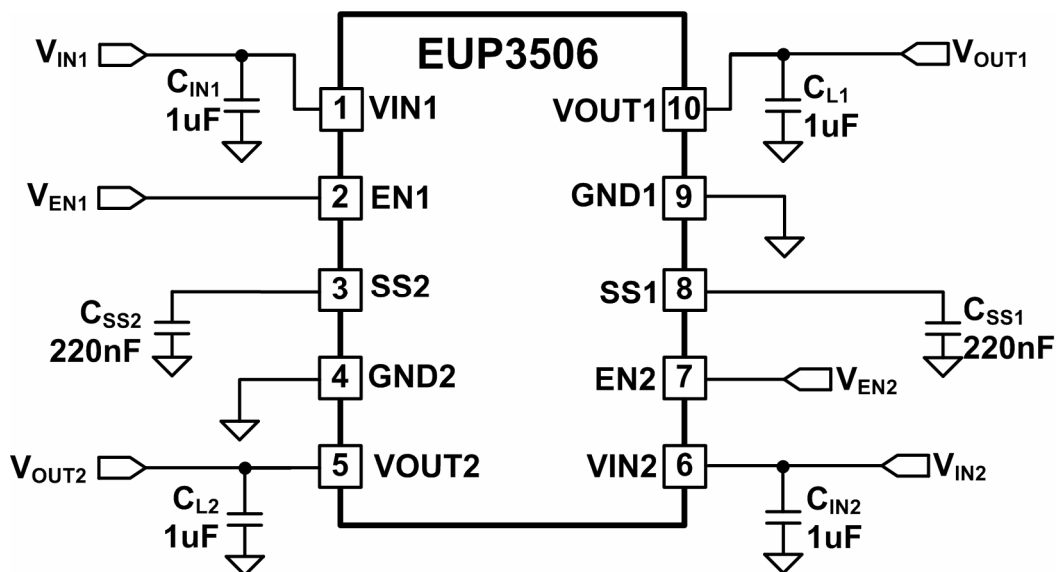 EUP3506
VIN1
CIN1
1uF
1 VIN1
VOUT1 10
CL1
1uF
VOUT1
VEN1
2 EN1
GND1 9
CSS2
220nF
3 SS2
SS1 8
CSS1
220nF
4 GND2
EN2 7
VEN2
VOUT2
CL2
1uF
5 VOUT2
VIN2 6
CIN2
1uF
VIN2